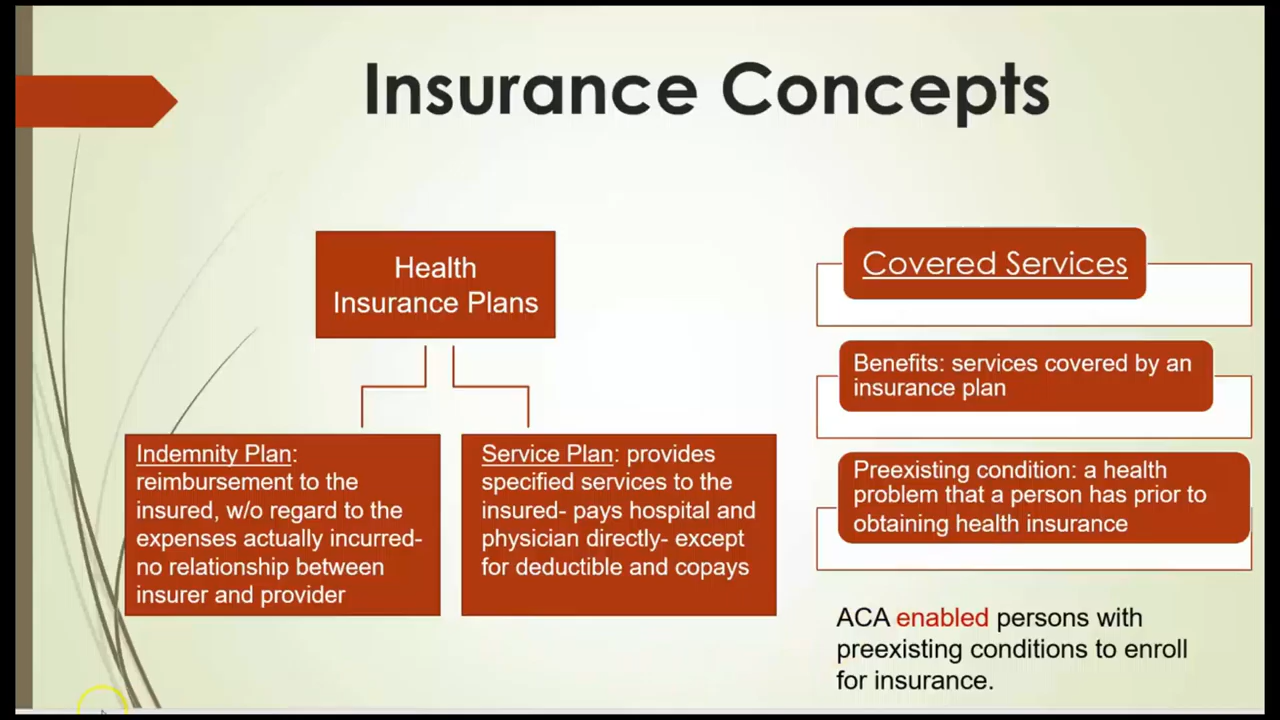 Insurance Concepts
Health
Insurance Plans
Indemnity Plan:
reimbursement to the
insured, w/o regard to the
expenses actually incurred-
no relationship between
insurer and provider
Service Plan: provides
specified services to the
insured- pays hospital and
physician directly- except
for deductible and copays
Covered Services
Benefits: services covered by an
insurance plan
Preexisting condition: a health
problem that a person has prior to
obtaining health insurance
ACA enabled persons with
preexisting conditions to enroll
for insurance.